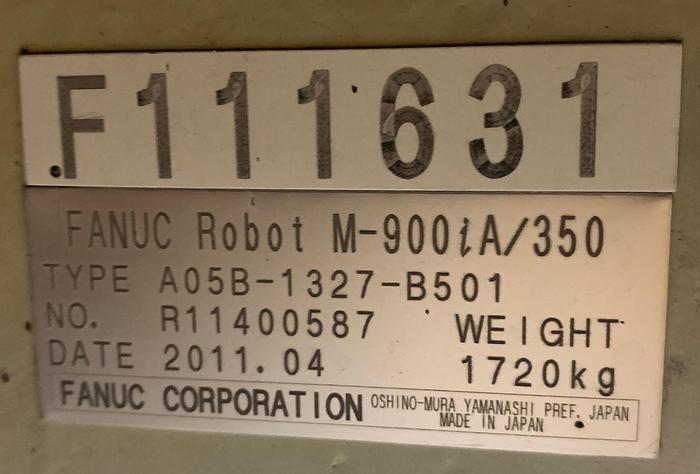 F111631
FANUC Robot M-900iA/350
TYPE A05B-1327-B501
NO. R11400587
WEIGHT
DATE 2011.04
1720kg
FANUC CORPORATION
OSHINO-MURA YAMANASHI PREF. JAPAN
MADE IN JAPAN